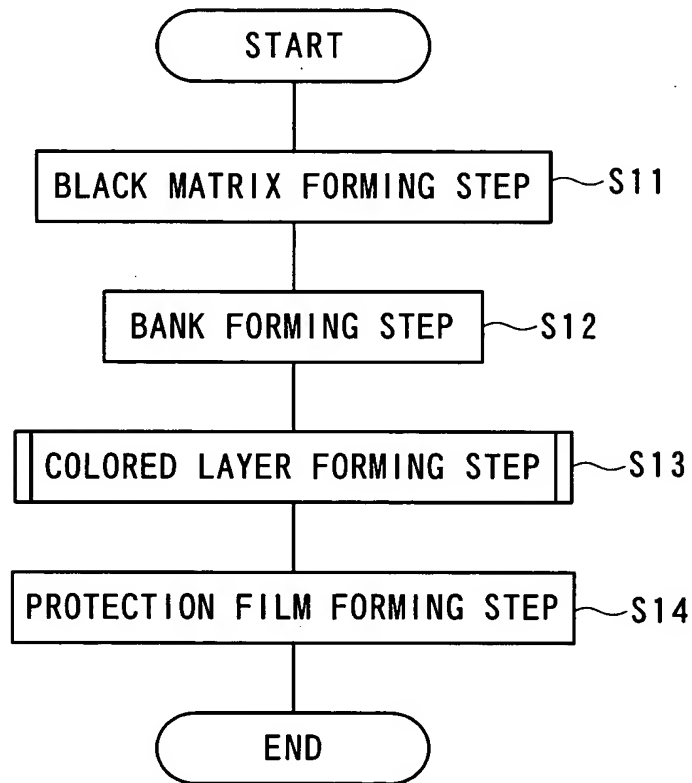 START
BLACK MATRIX FORMING STEP S11
BANK FORMING STEP S12
COLORED LAYER FORMING STEP S13
PROTECTION FILM FORMING STEP S14
END